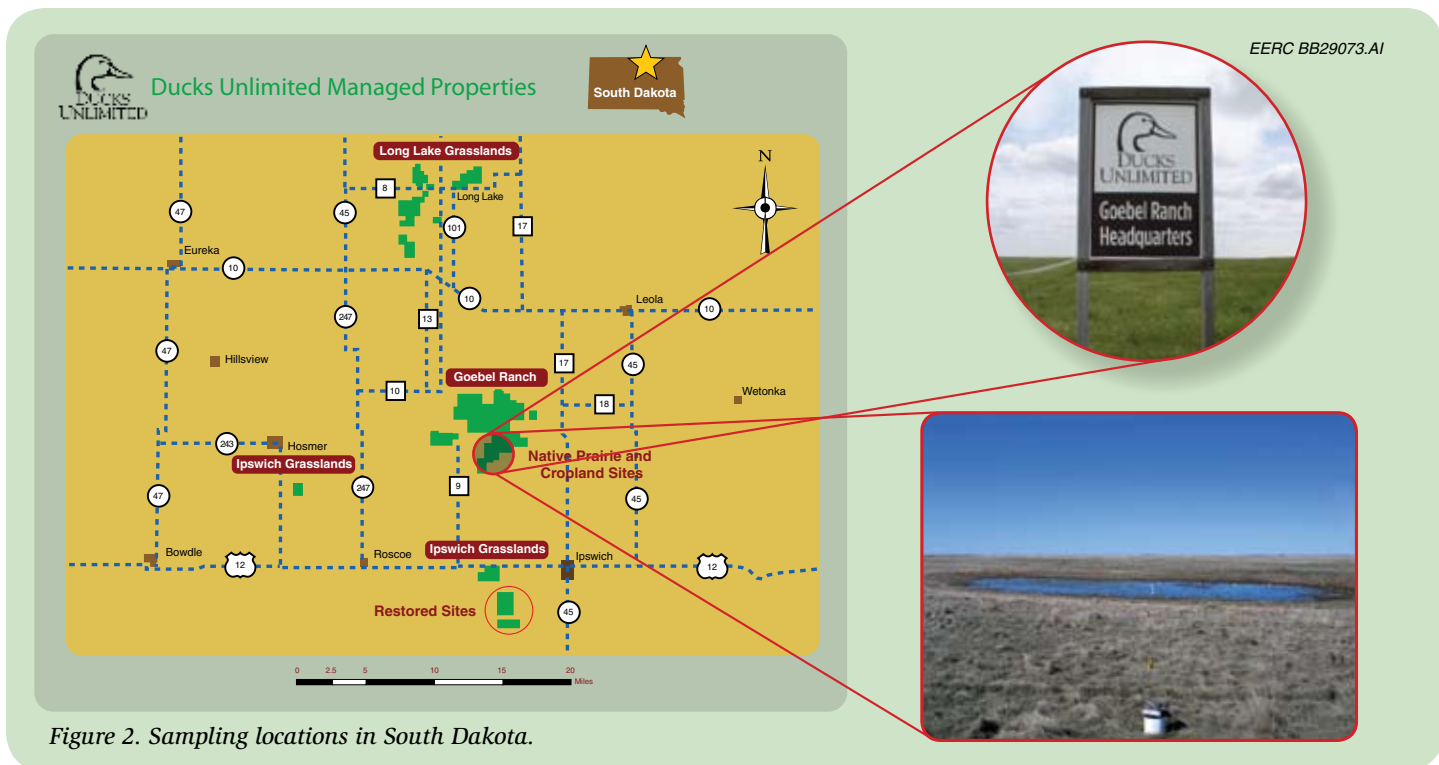 EERC BB29073.AI
DUCKS
UNLIMITED
Ducks Unlimited Managed Properties
South Dakota
Long Lake Grasslands
N
8
Long Lake
47
45
101
17
Eureka
10
10
Leola
10
247
13
47
Hillsview
17
45
Goebel Ranch
10
18
Wetonka
243
Hosmer
Ipswich Grasslands
Native Prairie and
Cropland Sites
47
247
9
45
Bowdle
12
Roscoe
Ipswich Grasslands
Ipswich
12
Restored Sites
45
0 2.5 5 10 15 20
Miles
DUCKS
UNLIMITED
Goebel Ranch
Headquarters
Figure 2. Sampling locations in South Dakota.